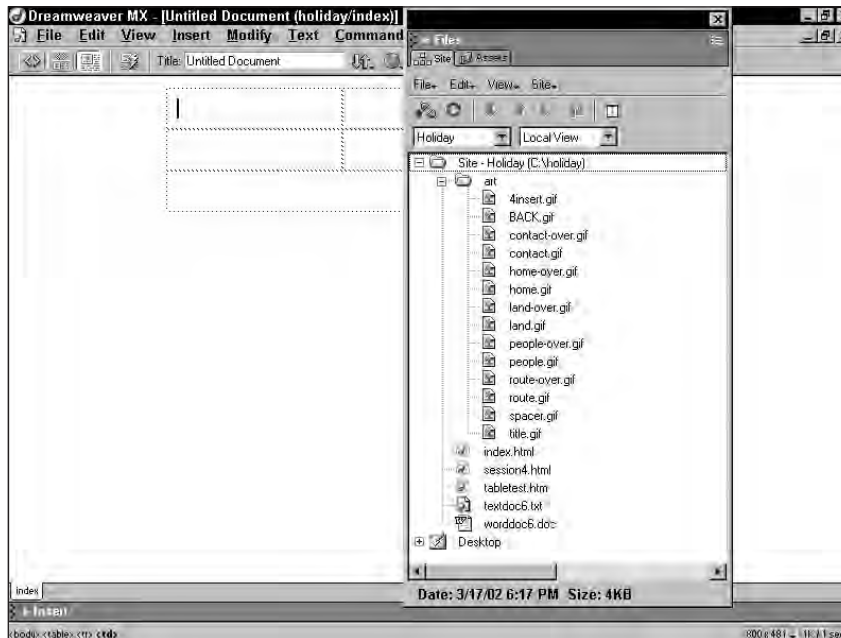 Dreamweaver MX - [Untitled Document (holiday/index)]
File Edit View Insert Modify Text Command
Title: Untitled Document
Files
Site Assets
File Edit View Site
Holiday Local View
Site - Holiday (C:\holiday)
art
4insert.gif
BACK.gif
contact-over.gif
contact.gif
home-over.gif
home.gif
land-over.gif
land.gif
people-over.gif
people.gif
route-over.gif
route.gif
spacer.gif
title.gif
index.html
session4.html
tabletest.htm
textdoc6.txt
worddoc6.doc
Desktop
Date: 3/17/02 6:17 PM Size: 4KB
index
Insert
<body> <table> <tr> <td>
800 x 481